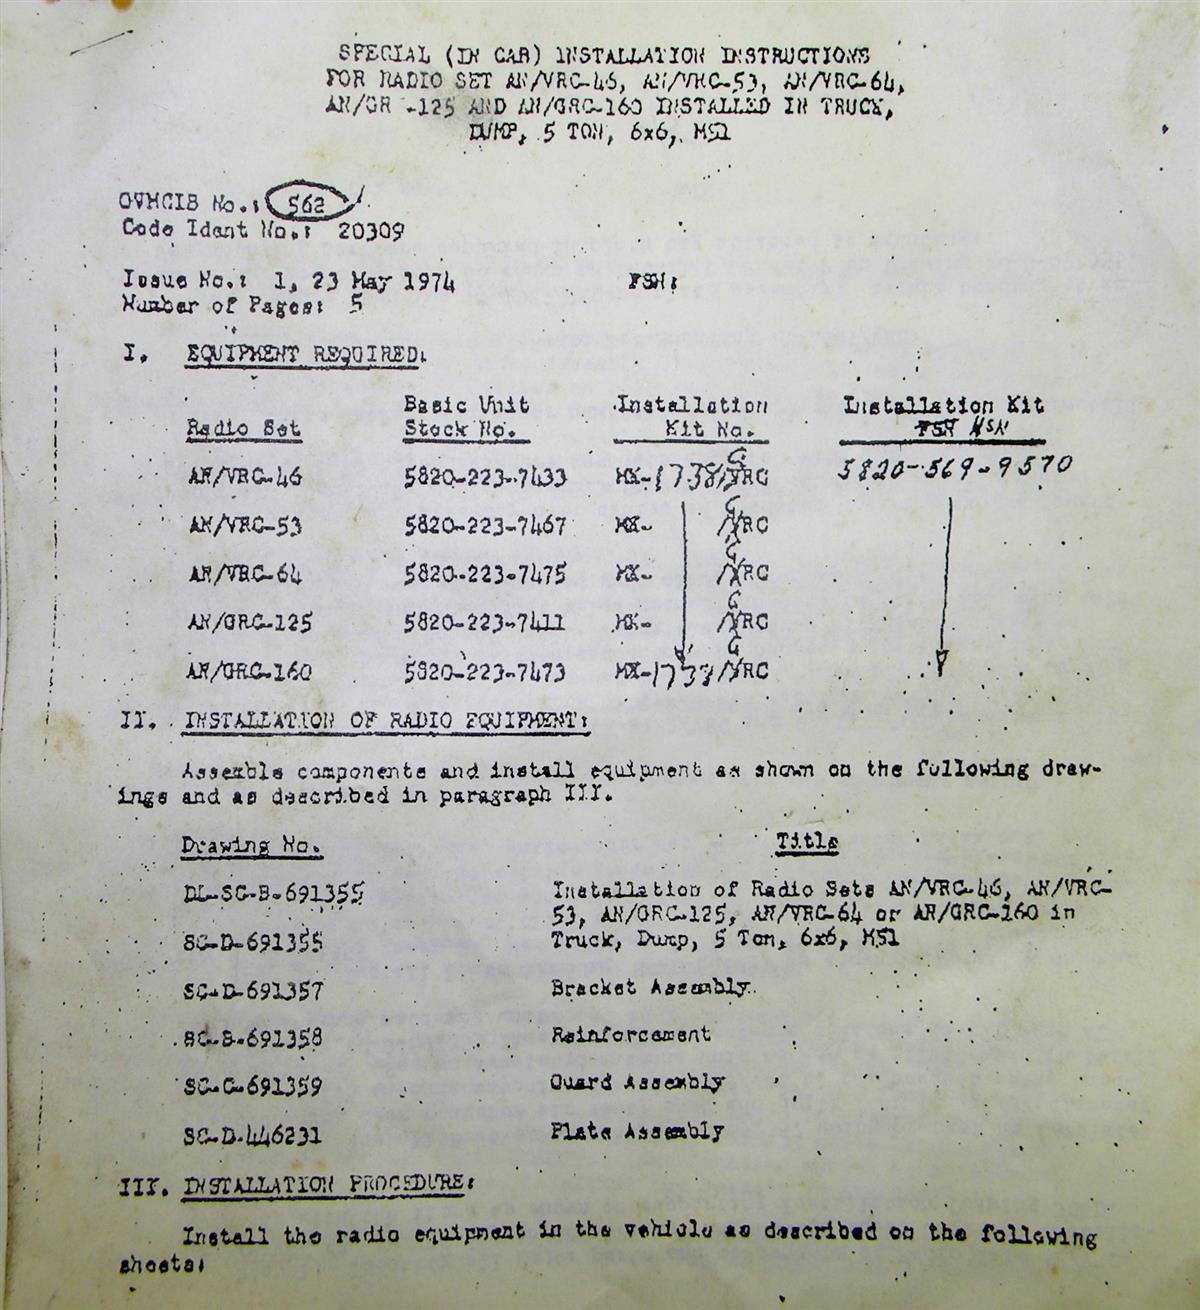 SPECIAL (IN CAR) INSTALLATION INSTRUCTIONS
FOR RADIO SET AN/VRC-46, AN/VRC-53, AN/VRC-64,
AN/GR -125 AND AN/GRC-160 INSTALLED IN TRUCK,
DUMP, 5 TON, 6x6, M51
GVMCIB No.: 562
Code Ident No.: 20309
Issue No.: 1, 23 May 1974 FSN:
Number of Pages: 5
I. EQUIPMENT REQUIRED:
Basic Unit Installation Installation Kit
Radio Set Stock No. Kit No. FSN NSN
AN/VRC-46 5820-223-7433 MX-1738/VRC G 5820-569-9570
AN/VRC-53 5820-223-7467 MX- /VRC G
AN/VRC-64 5820-223-7475 MX- /VRC G
AN/GRC-125 5820-223-7411 MX- /VRC G
AN/GRC-160 5820-223-7473 MX-1738/VRC G
II. INSTALLATION OF RADIO EQUIPMENT:
Assemble components and install equipment as shown on the following draw-
ings and as described in paragraph III.
Drawing No. Title
DL-SC-B-691355 Installation of Radio Sets AN/VRC-46, AN/VRC-
53, AN/GRC-125, AN/VRC-64 or AN/GRC-160 in
SC-D-691355 Truck, Dump, 5 Ton, 6x6, M51
SC-D-691357 Bracket Assembly
SC-B-691358 Reinforcement
SC-C-691359 Guard Assembly
SC-D-446231 Plate Assembly
III. INSTALLATION PROCEDURE:
Install the radio equipment in the vehicle as described on the following
sheets: